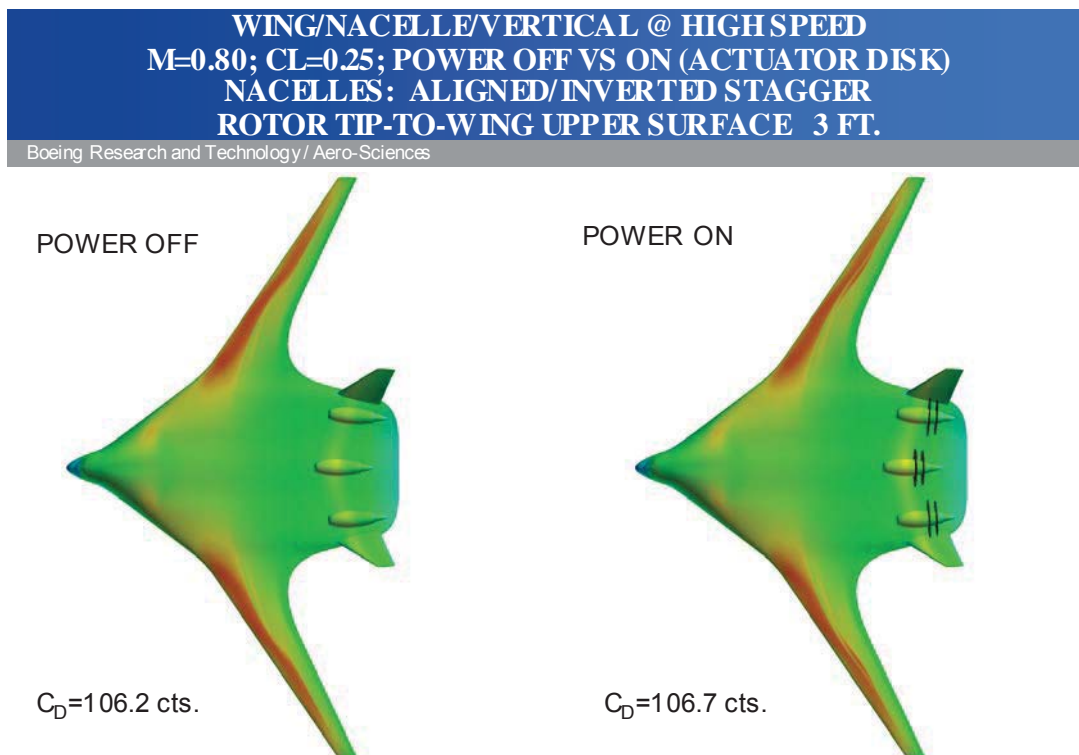 WING/NACELLE/VERTICAL @ HIGH SPEED
M=0.80; CL=0.25; POWER OFF VS ON (ACTUATOR DISK)
NACELLES: ALIGNED/INVERTED STAGGER
ROTOR TIP-TO-WING UPPER SURFACE 3 FT.
Boeing Research and Technology / Aero-Sciences
POWER OFF
POWER ON
CD=106.2 cts.
CD=106.7 cts.